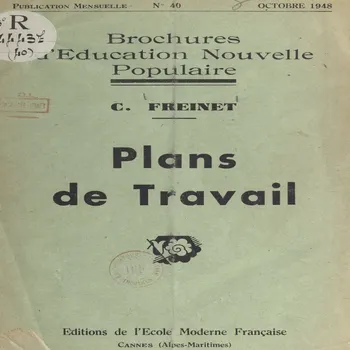 PUBLICATION MENSUELLE N° 40 OCTOBRE 1948
R
Brochures
d'Education Nouvelle
Populaire
C. FREINET
Plans
de Travail
Editions de l'Ecole Moderne Française
CANNES (Alpes-Maritimes)